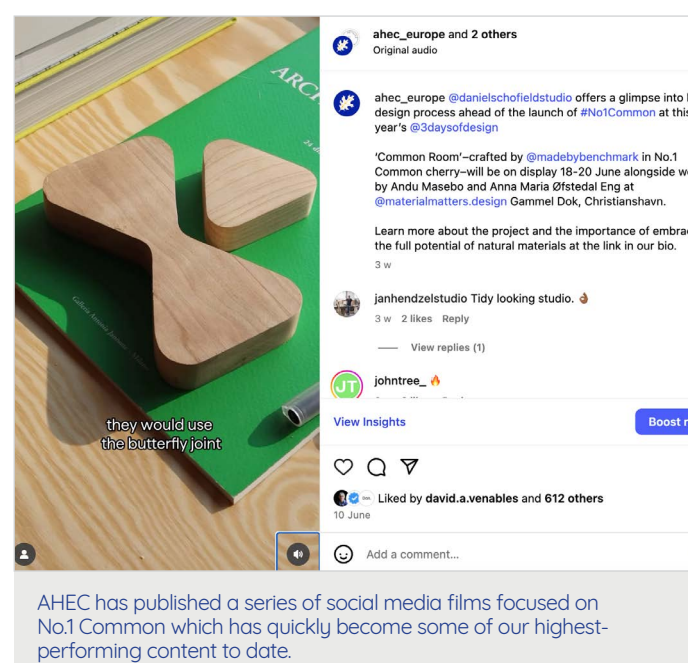 ahec_europe and 2 others
Original audio
ahec_europe @danielschofieldstudio offers a glimpse into
design process ahead of the launch of #No1Common at this
year's @3daysofdesign
'Common Room'–crafted by @madebybenchmark in No.1
Common cherry–will be on display 18-20 June alongside
by Andu Masebo and Anna Maria Øfstedal Eng at
@materialmatters.design Gammel Dok, Christianshavn.
Learn more about the project and the importance of
the full potential of natural materials at the link in our bio.
3 w
janhendzelstudio Tidy looking studio. 👌🏾
3 w 2 likes Reply
View replies (1)
JT
johntree_ 🔥
they would use
the butterfly joint
View Insights
Boost
Liked by david.a.venables and 612 others
10 June
Add a comment...
AHEC has published a series of social media films focused on
No.1 Common which has quickly become some of our highest-
performing content to date.